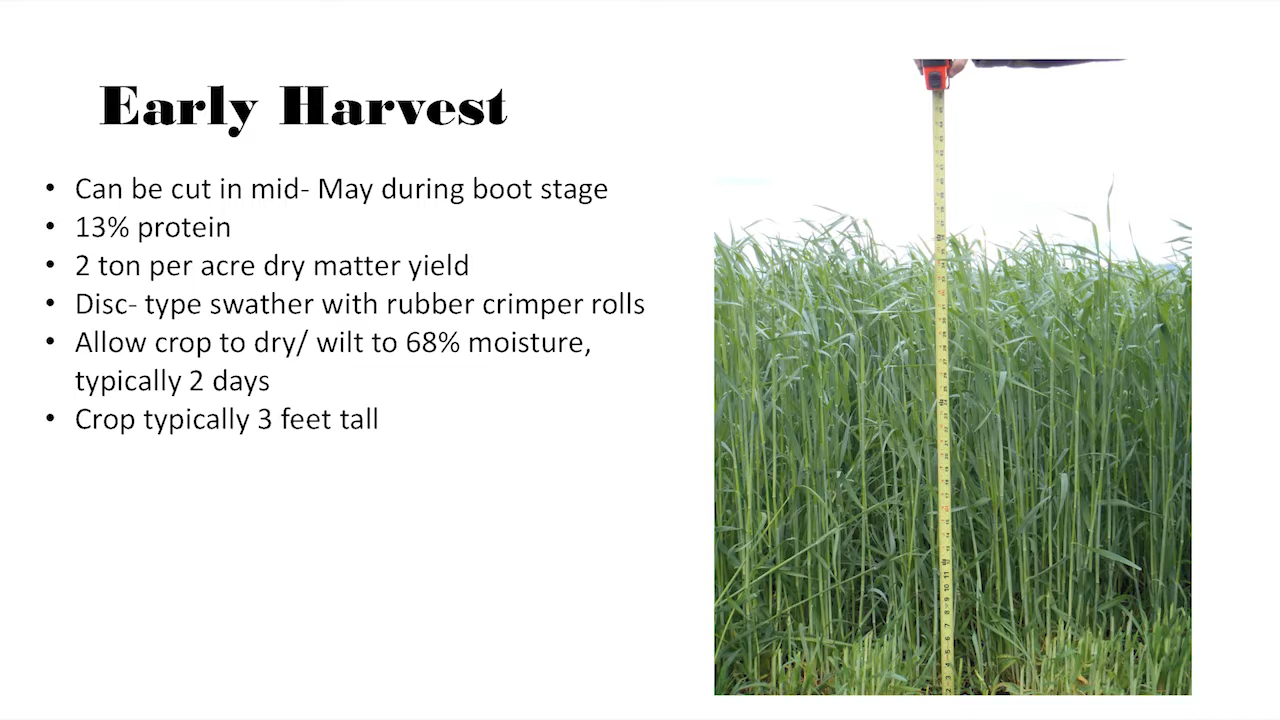 Early Harvest
• Can be cut in mid- May during boot stage
• 13% protein
• 2 ton per acre dry matter yield
• Disc- type swather with rubber crimper rolls
• Allow crop to dry/ wilt to 68% moisture,
typically 2 days
• Crop typically 3 feet tall